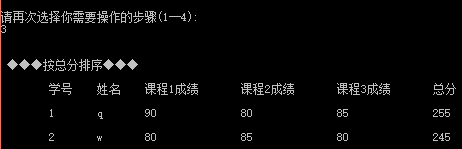 请再次选择你需要操作的步骤(1--4):
3
◆◆◆按总分排序◆◆◆
学号 姓名 课程1成绩 课程2成绩 课程3成绩 总分
1 q 90 80 85 255
2 w 80 85 80 245